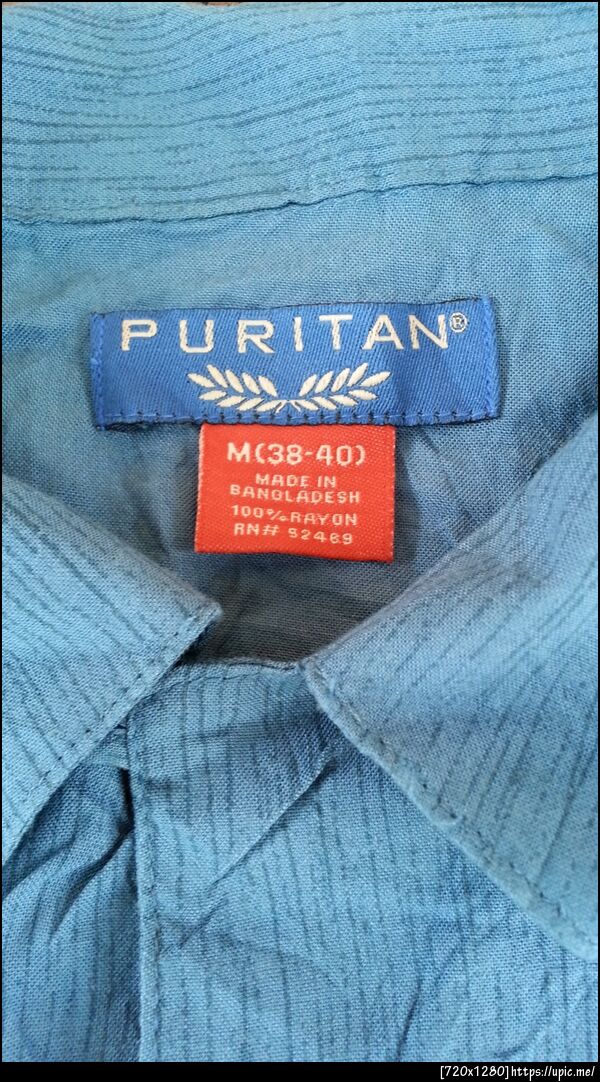 PURITAN®
M(38-40)
MADE IN
BANGLADESH
100% RAYON
RN# 52469
[720x1280]https://upic.me/